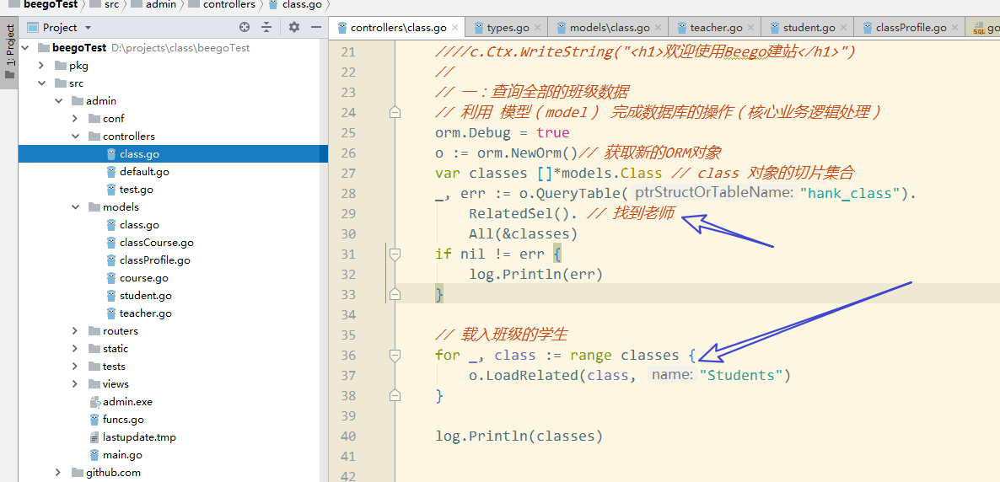 beegoTest src admin controllers class.go
Project
controllers\class.go types.go models\class.go teacher.go student.go classProfile.go go
1: Project
beegoTest D:\projects\class\beegoTest
pkg
src
admin
conf
controllers
class.go
default.go
test.go
models
class.go
classCourse.go
classProfile.go
course.go
student.go
teacher.go
routers
static
tests
views
admin.exe
funcs.go
lastupdate.tmp
main.go
github.com
21 /////c.Ctx.WriteString("<h1>欢迎使用Beego建站</h1>")
22 //
23 // 一：查询全部的班级数据
24 // 利用 模型（model） 完成数据库的操作（核心业务逻辑处理）
25 orm.Debug = true
26 o := orm.NewOrm()// 获取新的ORM对象
27 var classes []*models.Class // class 对象的切片集合
28 _, err := o.QueryTable( ptrStructOrTableName: "hank_class").
29 RelatedSel(). // 找到老师
30 All(&classes)
31 if nil != err {
32 log.Println(err)
33 }
34
35 // 载入班级的学生
36 for _, class := range classes {
37 o.LoadRelated(class, name: "Students")
38 }
39
40 log.Println(classes)
41
42